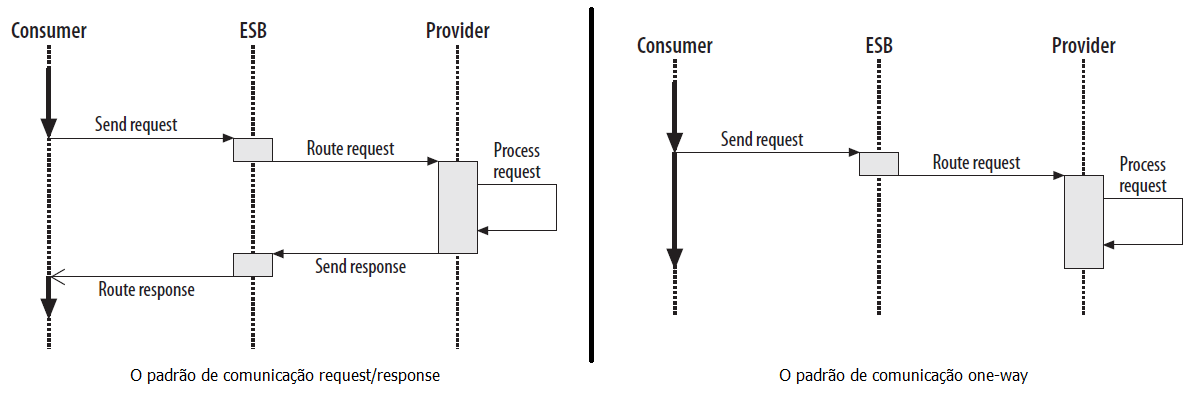 Consumer
ESB
Provider
Send request
Route request
Process
request
Send response
Route response
O padrão de comunicação request/response
Consumer
ESB
Provider
Send request
Route request
Process
request
O padrão de comunicação one-way